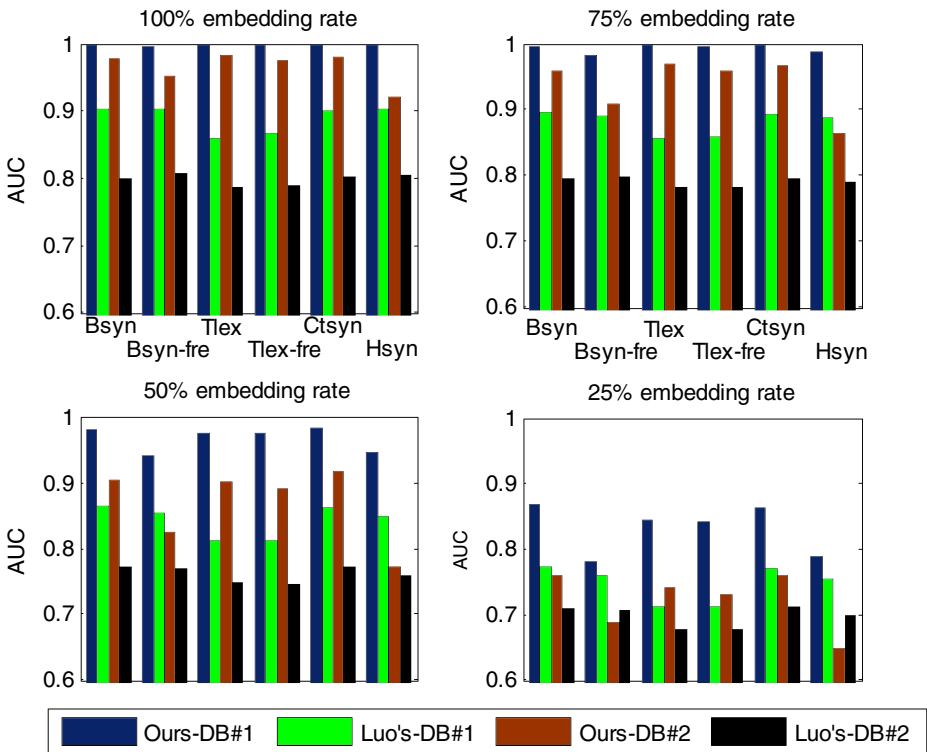 100% embedding rate
1
0.9
0.8
0.7
0.6
AUC
Bsyn Tlex Ctsyn
Bsyn-fre Tlex-fre Hsyn
75% embedding rate
1
0.9
0.8
0.7
0.6
AUC
Bsyn Tlex Ctsyn
Bsyn-fre Tlex-fre Hsyn
50% embedding rate
1
0.9
0.8
0.7
0.6
AUC
25% embedding rate
1
0.9
0.8
0.7
0.6
AUC
Ours-DB#1 Luo's-DB#1 Ours-DB#2 Luo's-DB#2